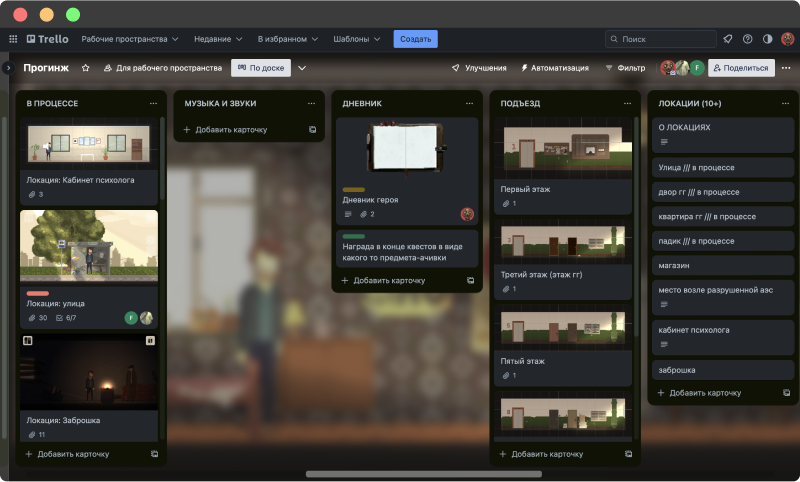 Trello
Рабочие пространства
Недавние
В избранном
Шаблоны
Создать
Поиск
Прогинж
Для рабочего пространства
По доске
Улучшения
Автоматизация
Фильтр
F
Поделиться
В ПРОЦЕССЕ
Локация: Кабинет психолога
3
Локация: улица
30
6/7
F
Локация: Заброшка
11
Добавить карточку
МУЗЫКА И ЗВУКИ
Добавить карточку
ДНЕВНИК
Дневник героя
2
Награда в конце квестов в виде
какого то предмета-ачивки
Добавить карточку
ПОДЪЕЗД
1
Первый этаж
1
3
Третий этаж (этаж гг)
1
5
Пятый этаж
1
Добавить карточку
ЛОКАЦИИ (10+)
О ЛОКАЦИЯХ
Улица /// в процессе
двор гг /// в процессе
квартира гг /// в процессе
падик /// в процессе
магазин
место возле разрушенной аэс
кабинет психолога
заброшка
Добавить карточку